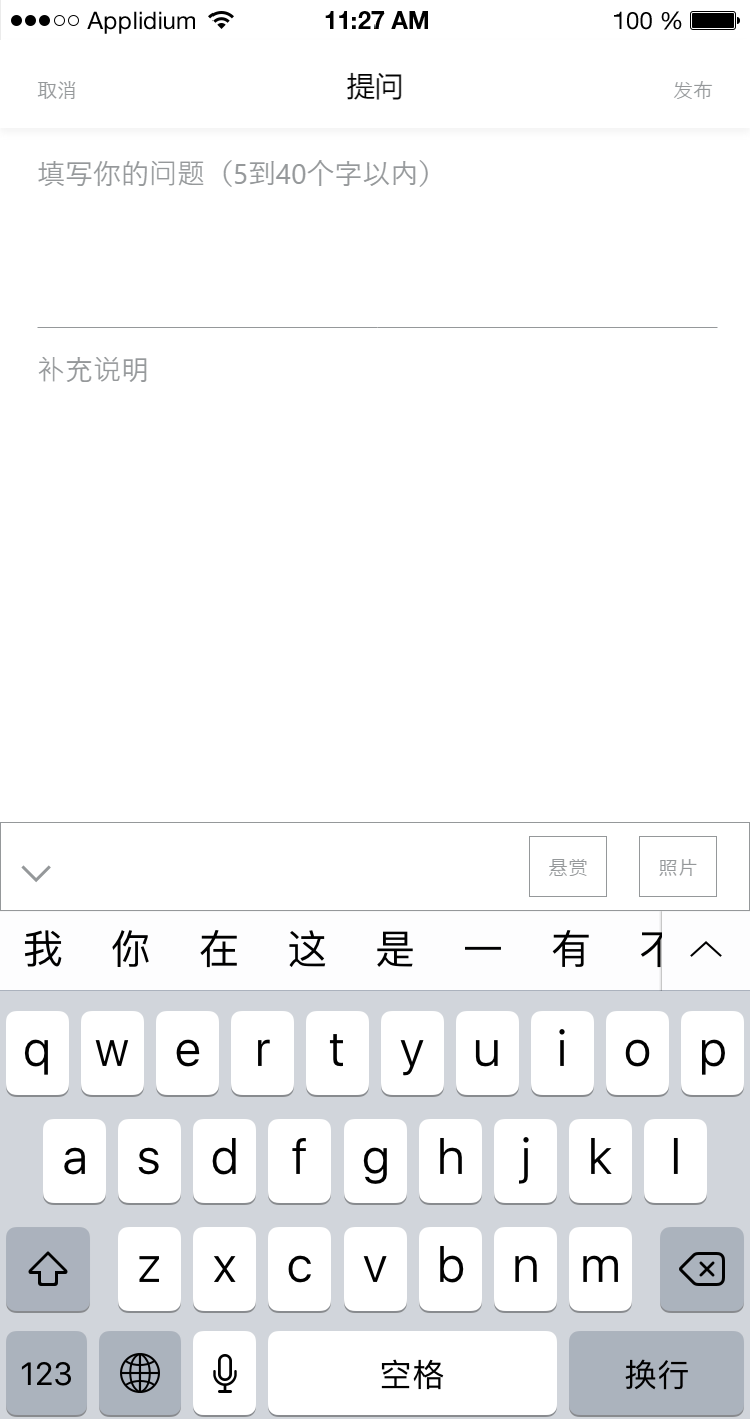 Applidium 11:27 AM 100 %
取消 提问 发布
填写你的问题（5到40个字以内）
补充说明
悬赏 照片
我 你 在 这 是 一 有 不
q w e r t y u i o p
a s d f g h j k l
z x c v b n m
123 空格 换行